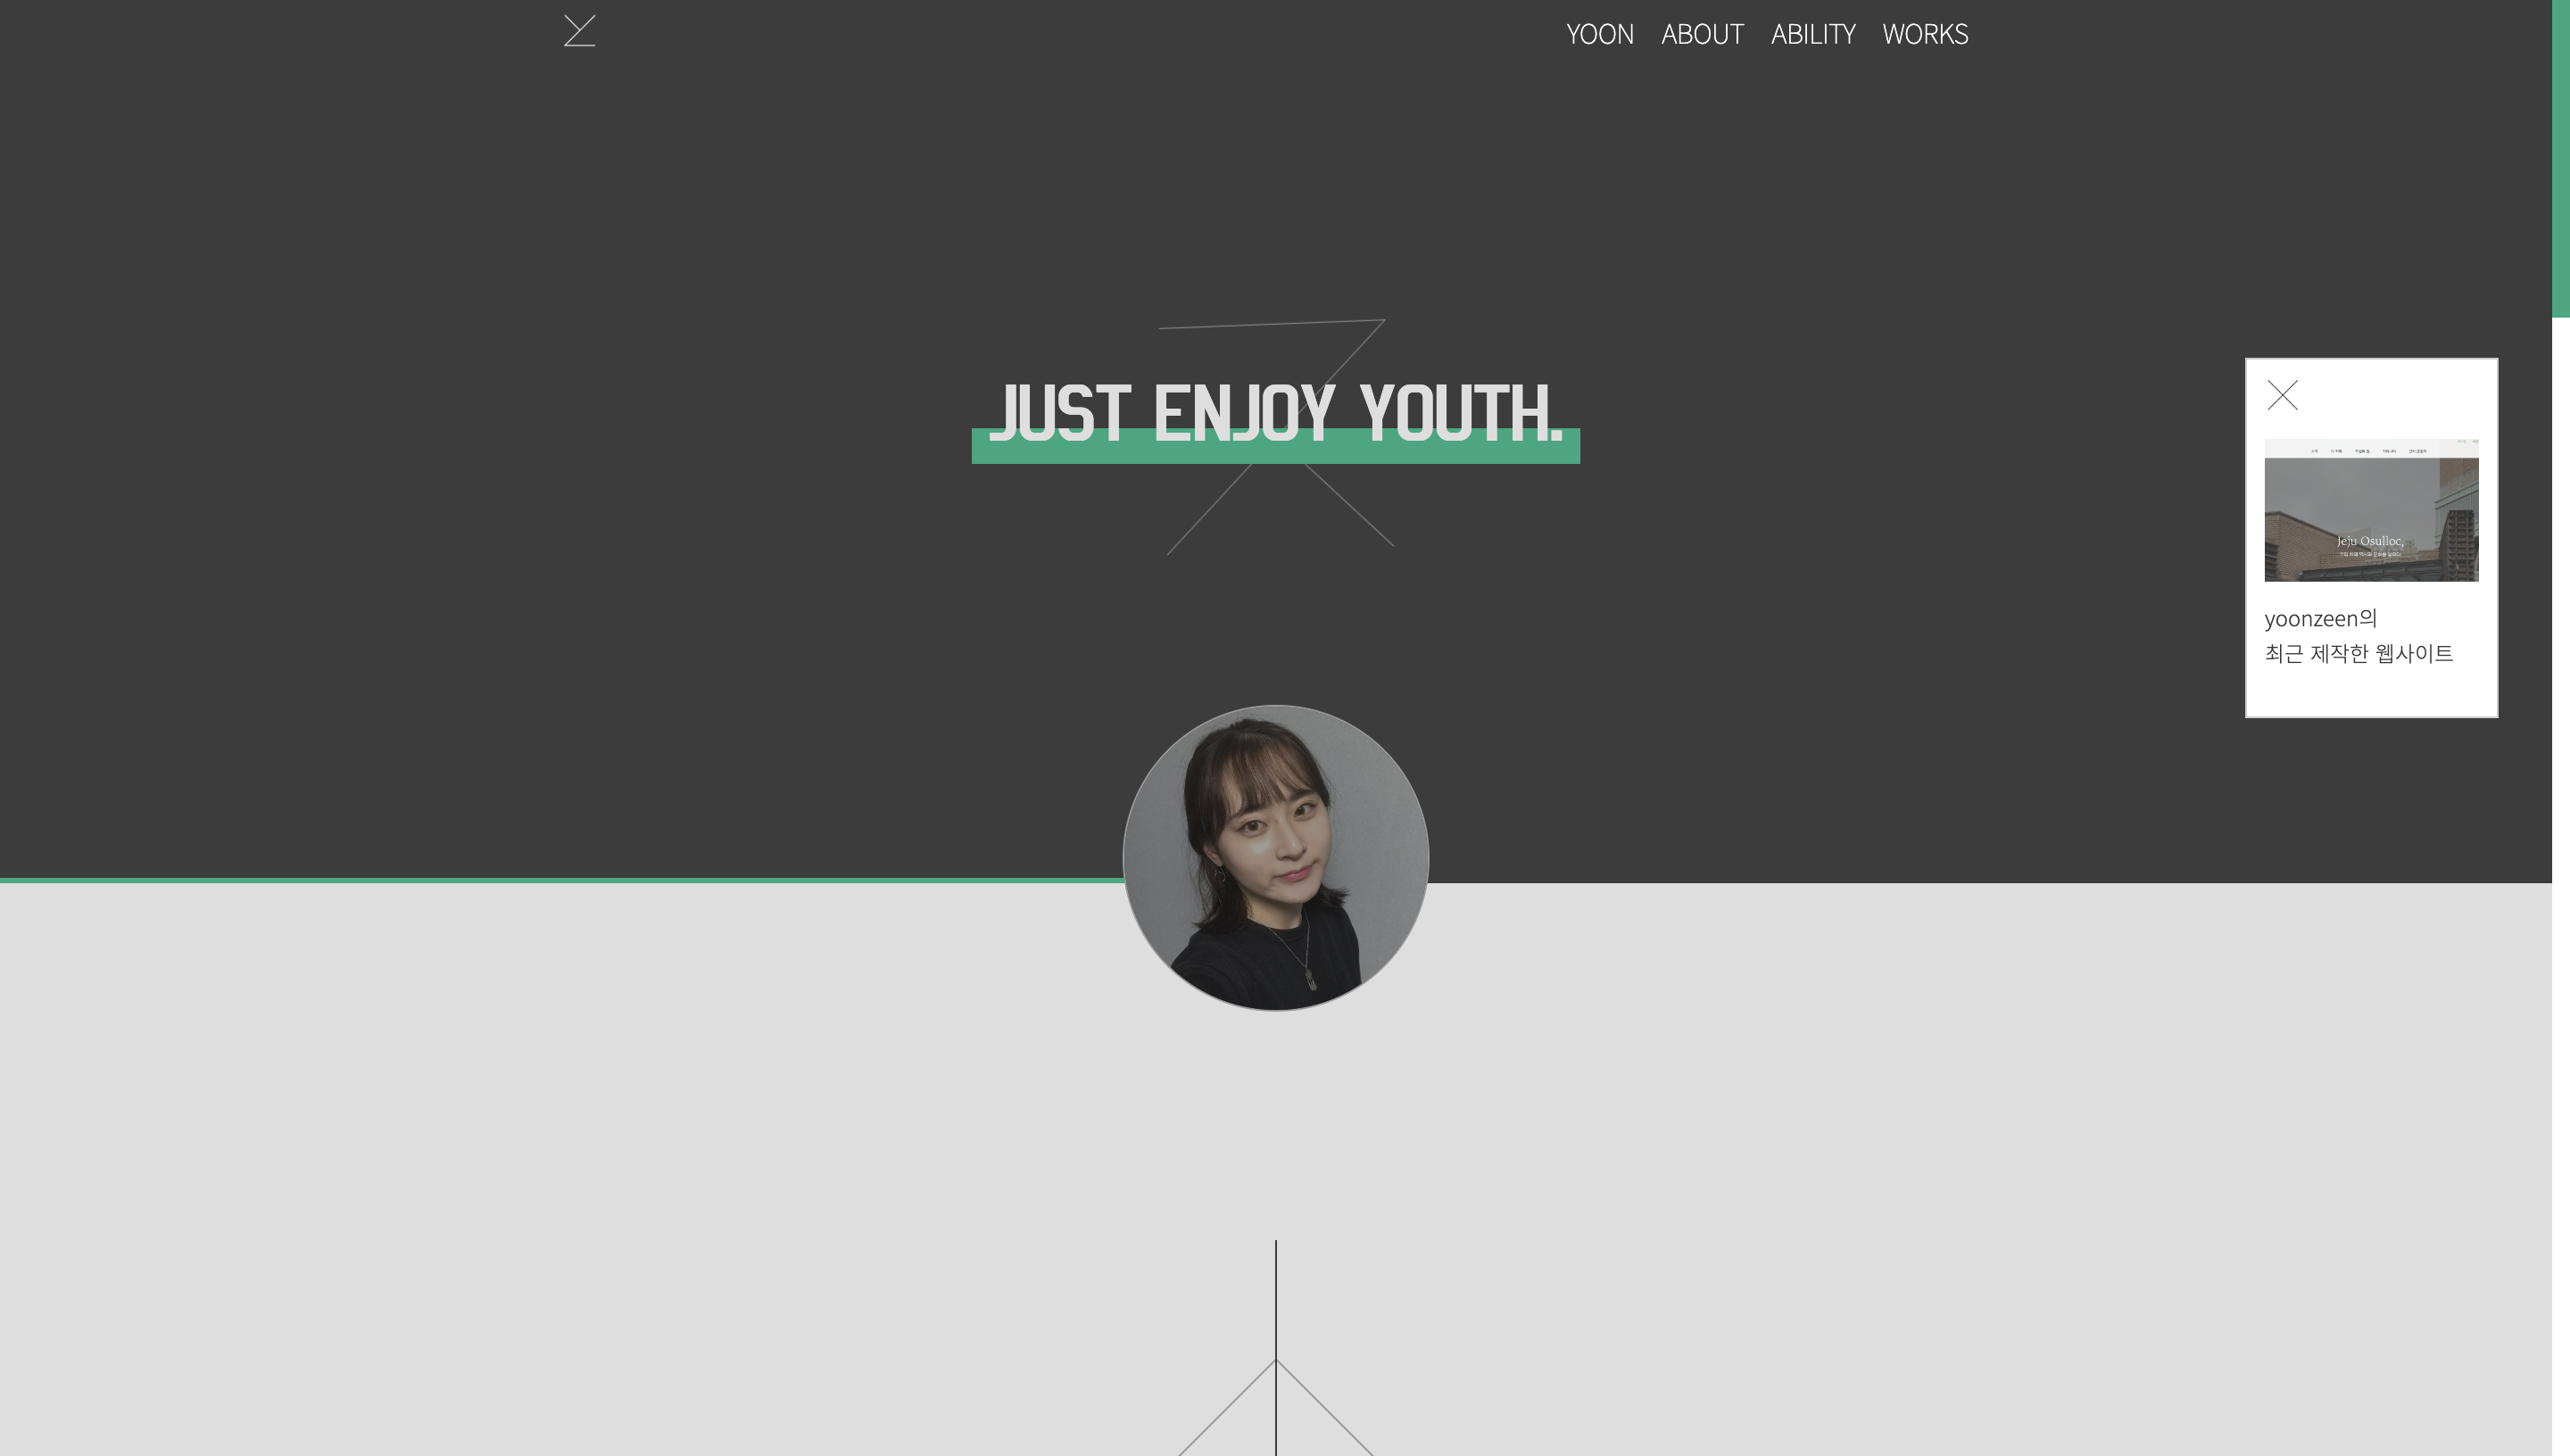 YOON ABOUT ABILITY WORKS
JUST ENJOY YOUTH.
Jeju Osulloc,
yoonzeen의
최근 제작한 웹사이트